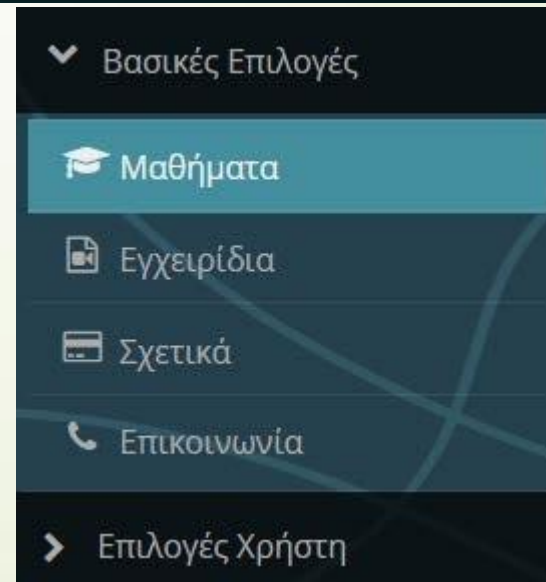 Βασικές Επιλογές
Μαθήματα
Εγχειρίδια
Σχετικά
Επικοινωνία
Επιλογές Χρήστη